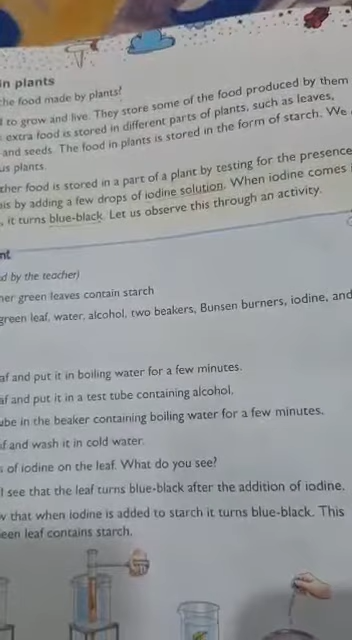 in plants
the food made by plants?
to grow and live. They store some of the food produced by them
extra food is stored in different parts of plants, such as leaves,
and seeds. The food in plants is stored in the form of starch. We
us plants.
ther food is stored in a part of a plant by testing for the presence
is by adding a few drops of iodine solution. When iodine comes
, it turns blue-black. Let us observe this through an activity.
nt
d by the teacher)
her green leaves contain starch
green leaf, water, alcohol, two beakers, Bunsen burners, iodine, and
af and put it in boiling water for a few minutes.
af and put it in a test tube containing alcohol.
ube in the beaker containing boiling water for a few minutes.
f and wash it in cold water.
s of iodine on the leaf. What do you see?
l see that the leaf turns blue-black after the addition of iodine.
w that when iodine is added to starch it turns blue-black. This
een leaf contains starch.